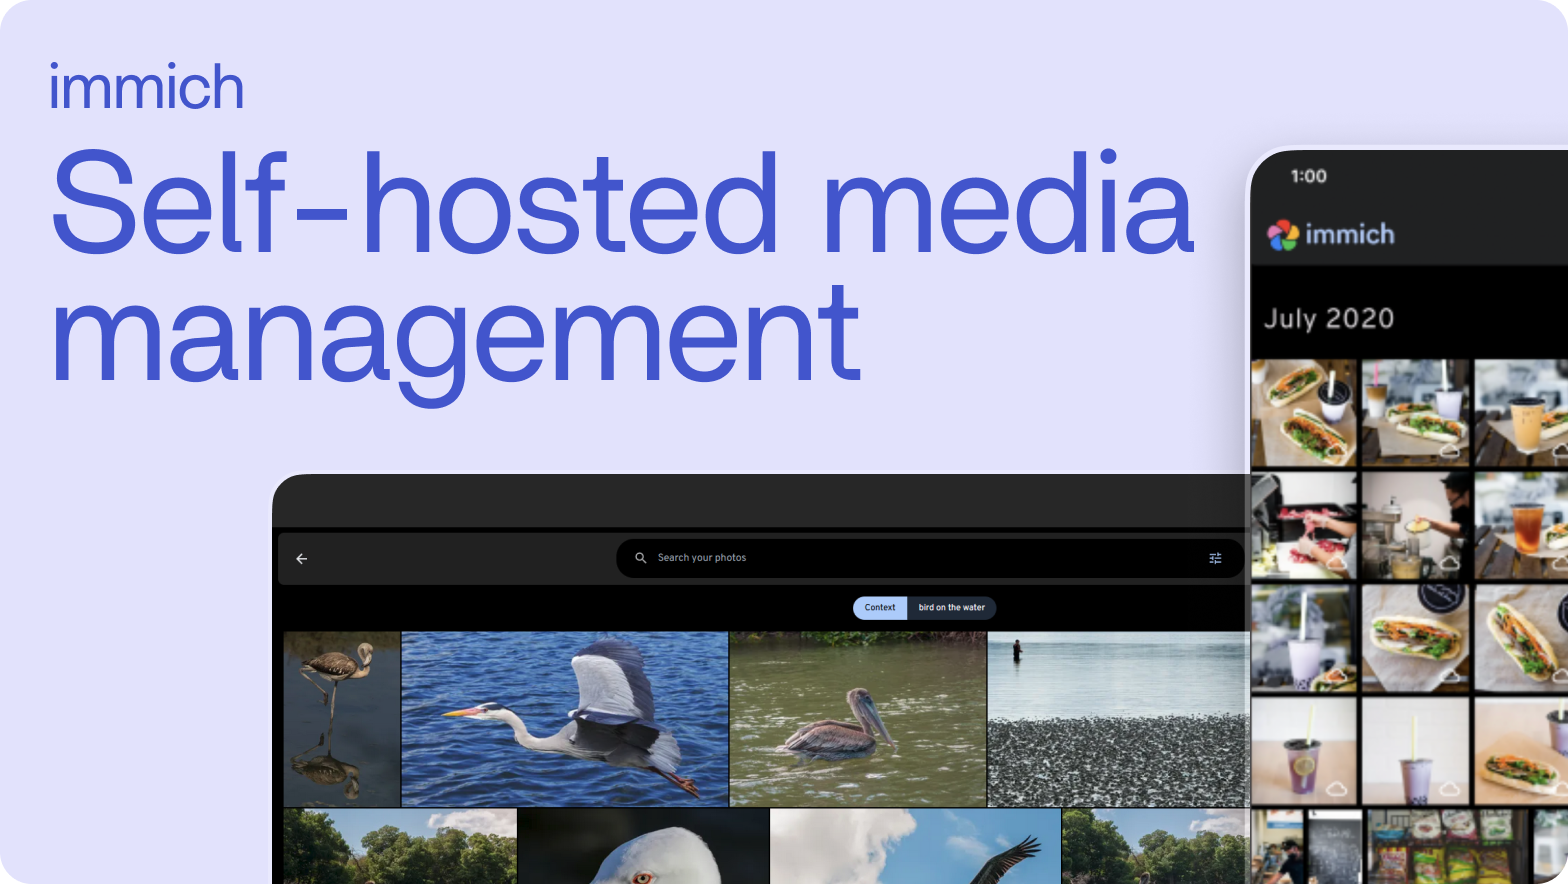 immich
Self-hosted media
management
1:00
immich
July 2020
Search your photos
Context
bird on the water